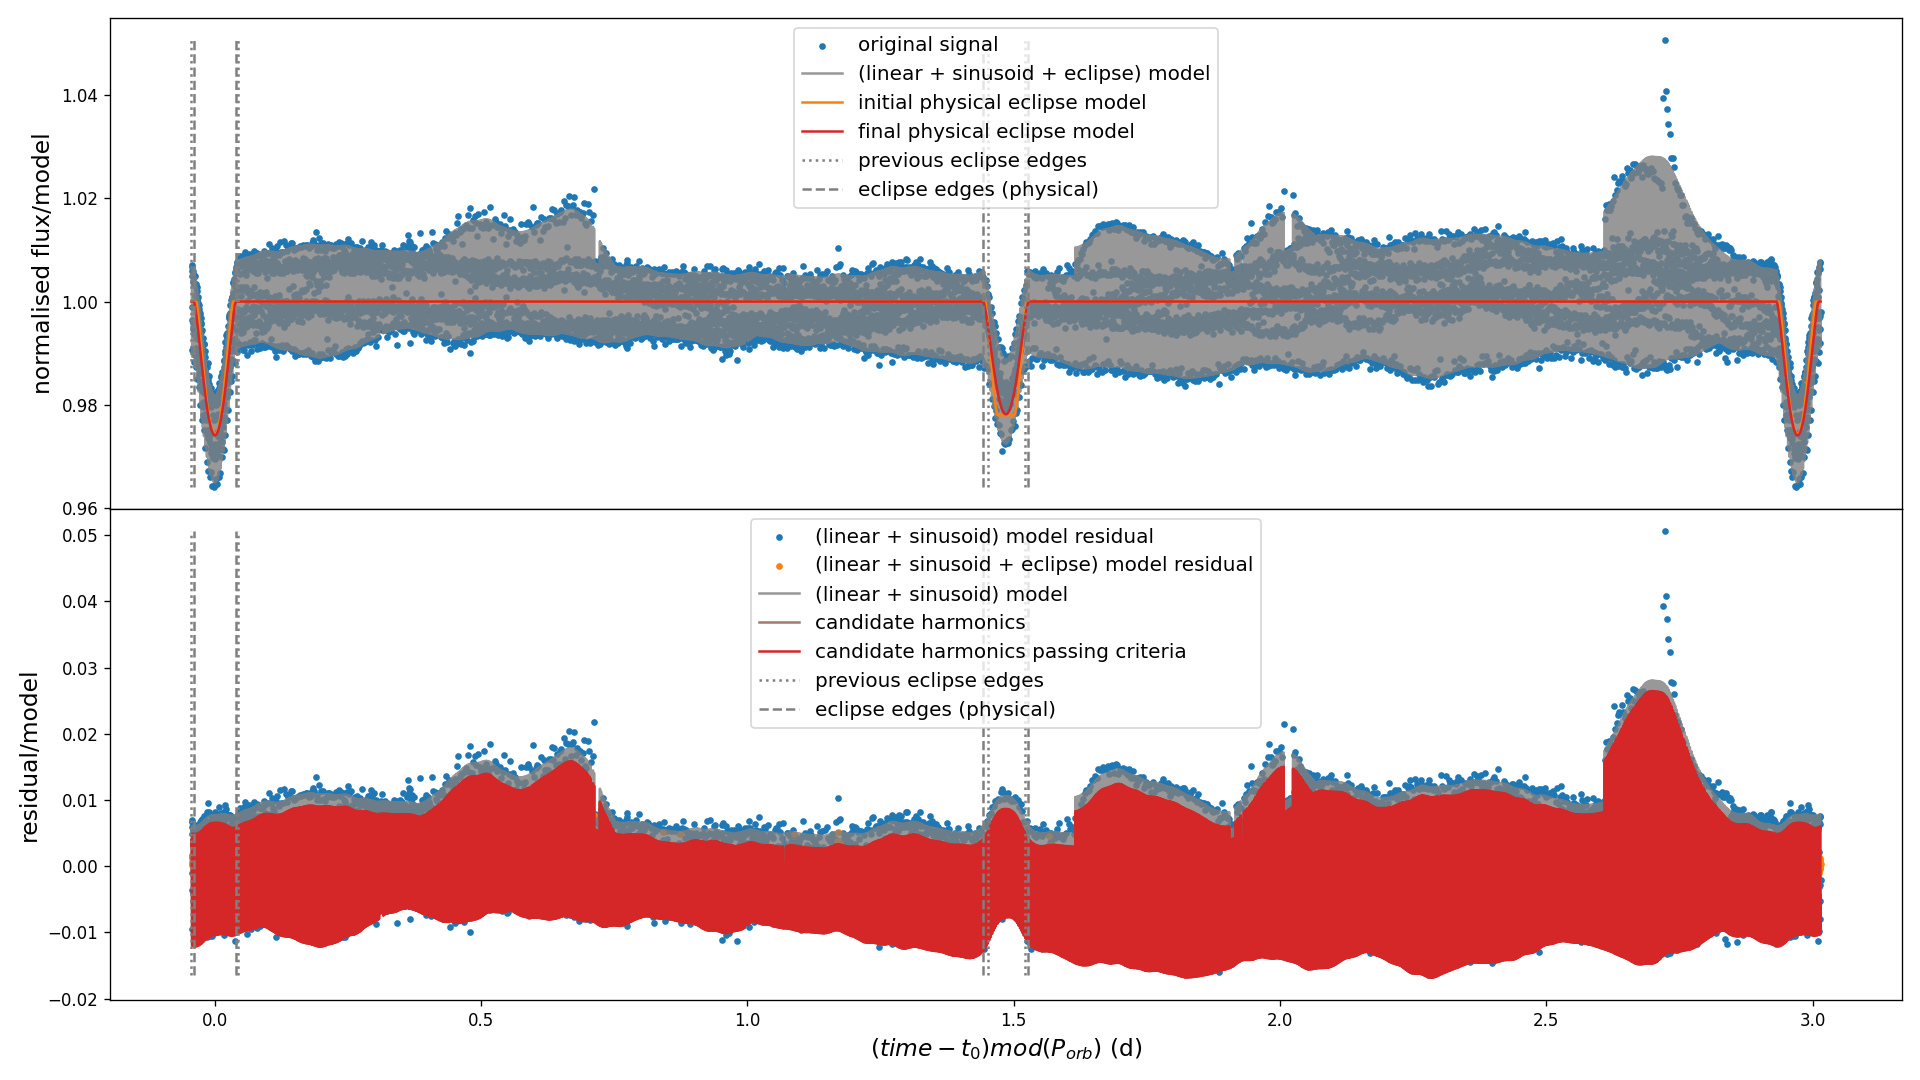 original signal
(linear + sinusoid + eclipse) model
initial physical eclipse model
final physical eclipse model
previous eclipse edges
eclipse edges (physical)
normalised flux/model
1.04
1.02
1.00
0.98
0.96
(linear + sinusoid) model residual
(linear + sinusoid + eclipse) model residual
(linear + sinusoid) model
candidate harmonics
candidate harmonics passing criteria
previous eclipse edges
eclipse edges (physical)
residual/model
0.05
0.04
0.03
0.02
0.01
0.00
−0.01
−0.02
0.0 0.5 1.0 1.5 2.0 2.5 3.0
(time − t₀)mod(P_orb) (d)